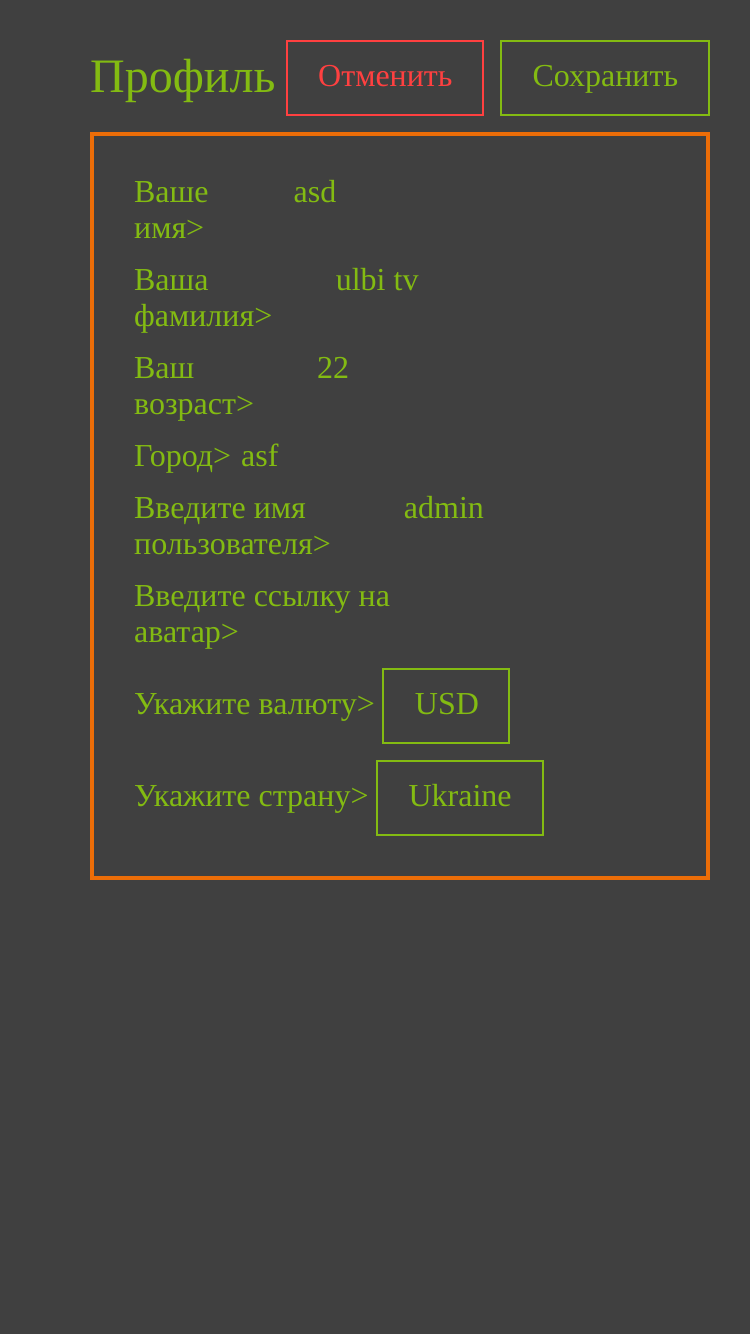 Профиль Отменить Сохранить
Ваше asd
имя>
Ваша ulbi tv
фамилия>
Ваш 22
возраст>
Город> asf
Введите имя admin
пользователя>
Введите ссылку на
аватар>
Укажите валюту> USD
Укажите страну> Ukraine